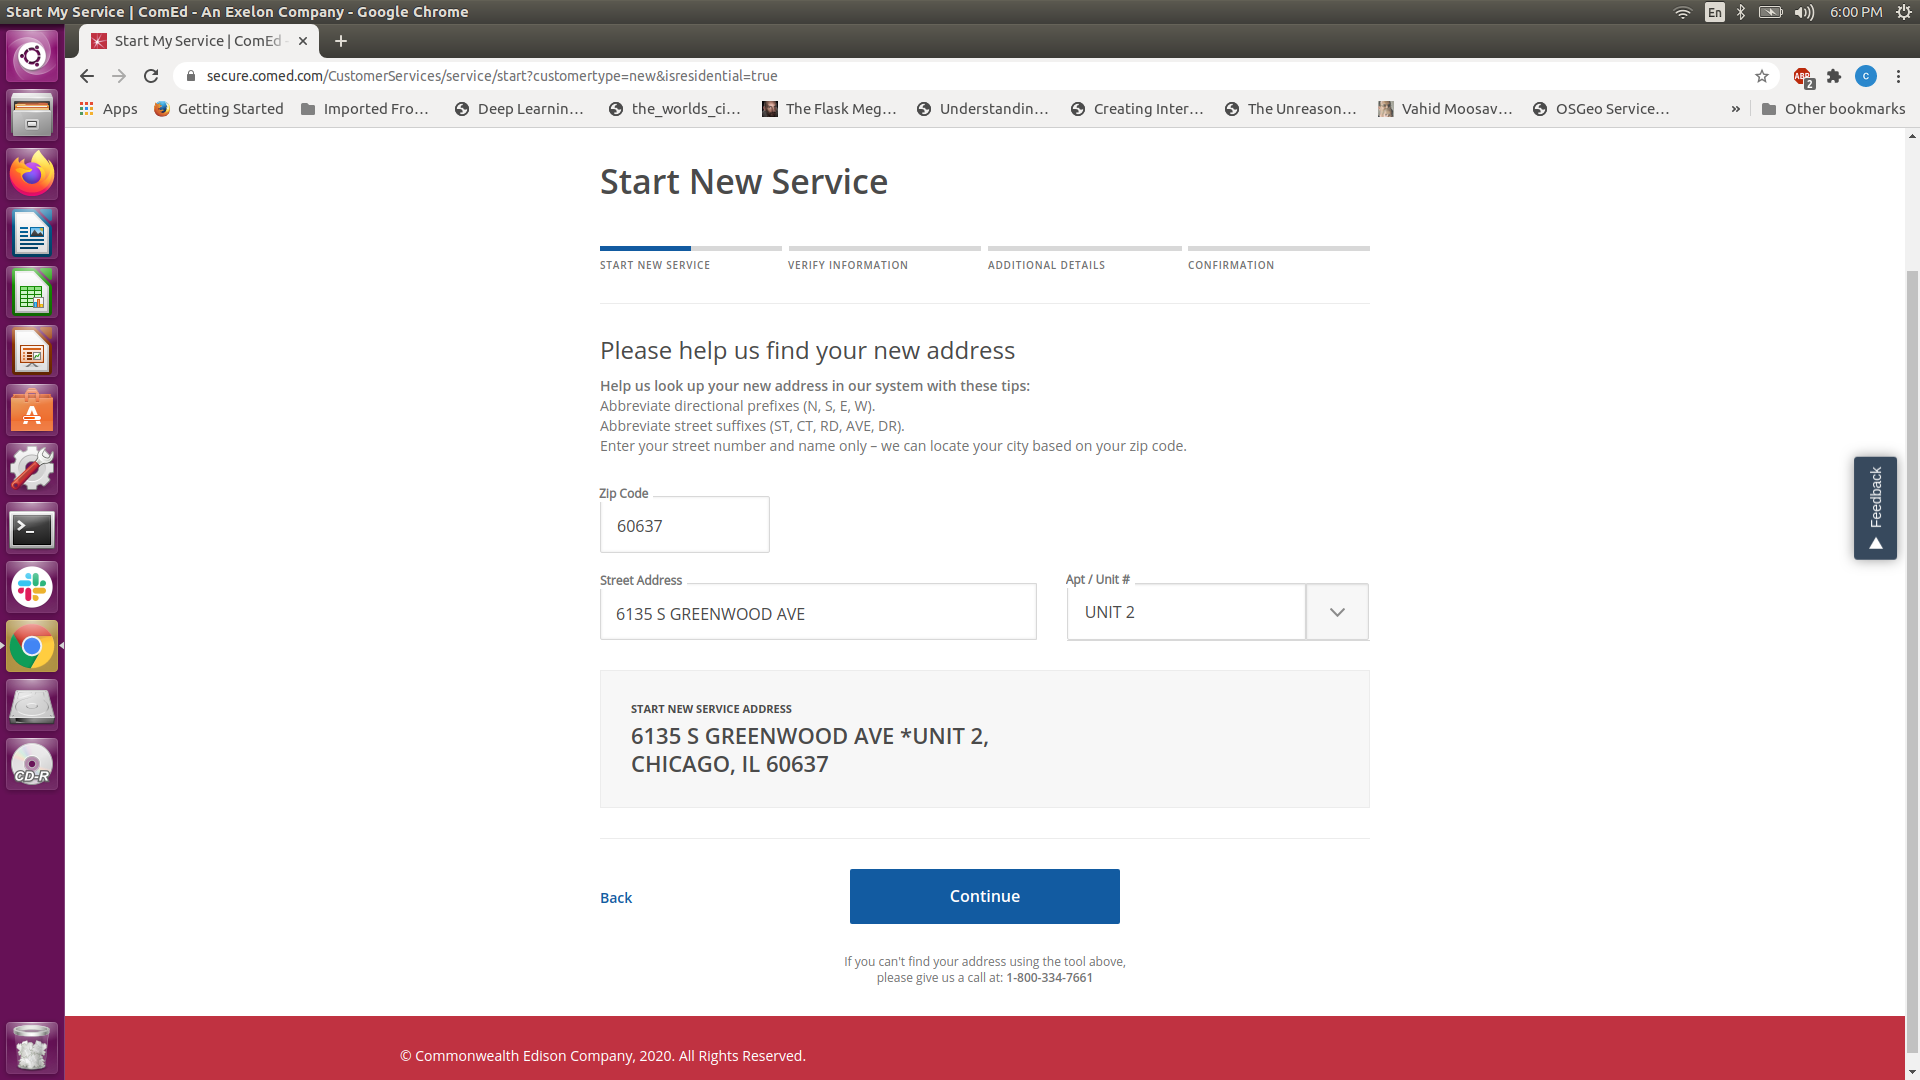 Start My Service | ComEd - An Exelon Company - Google Chrome
En
6:00 PM
Start My Service | ComEd
secure.comed.com/CustomerServices/service/start?customertype=new&isresidential=true
ABP
2
C
Apps
Getting Started
Imported Fro...
Deep Learnin...
the_worlds_ci...
The Flask Meg...
Understandin...
Creating Inter...
The Unreason...
Vahid Moosav...
OSGeo Service...
»
Other bookmarks
Start New Service
START NEW SERVICE
VERIFY INFORMATION
ADDITIONAL DETAILS
CONFIRMATION
Please help us find your new address
Help us look up your new address in our system with these tips:
Abbreviate directional prefixes (N, S, E, W).
Abbreviate street suffixes (ST, CT, RD, AVE, DR).
Enter your street number and name only – we can locate your city based on your zip code.
Zip Code
60637
Street Address
6135 S GREENWOOD AVE
Apt / Unit #
UNIT 2
START NEW SERVICE ADDRESS
6135 S GREENWOOD AVE *UNIT 2,
CHICAGO, IL 60637
Back
Continue
If you can't find your address using the tool above,
please give us a call at: 1-800-334-7661
Feedback
CD-R
© Commonwealth Edison Company, 2020. All Rights Reserved.